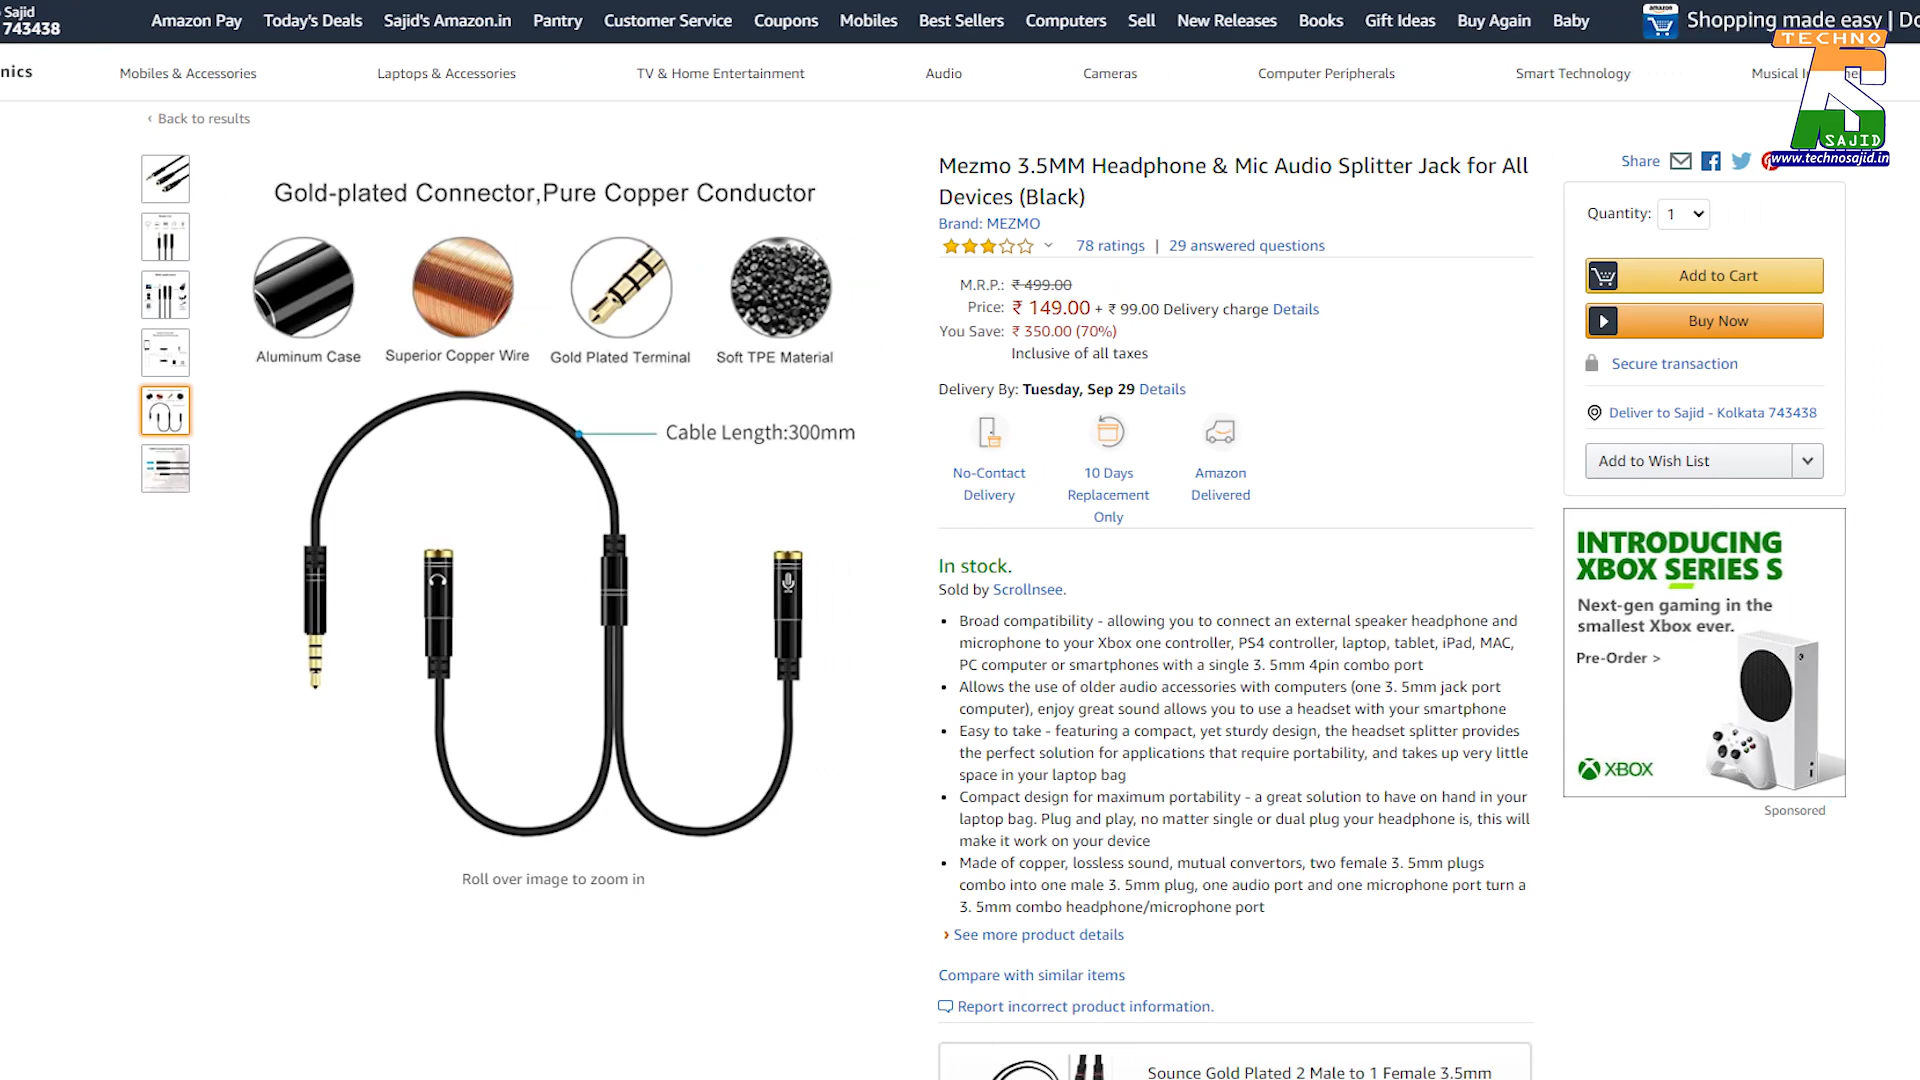 Sajid
743438
Amazon Pay Today's Deals Sajid's Amazon.in Pantry Customer Service Coupons Mobiles Best Sellers Computers Sell New Releases Books Gift Ideas Buy Again Baby
amazon
Shopping made easy | Do
TECHNO
SAJID
www.technosajid.in
nics Mobiles & Accessories Laptops & Accessories TV & Home Entertainment Audio Cameras Computer Peripherals Smart Technology Musical
‹ Back to results
Gold-plated Connector,Pure Copper Conductor
Aluminum Case Superior Copper Wire Gold Plated Terminal Soft TPE Material
Cable Length:300mm
Roll over image to zoom in
Mezmo 3.5MM Headphone & Mic Audio Splitter Jack for All
Devices (Black)
Brand: MEZMO
78 ratings | 29 answered questions
M.R.P.: ₹ 499.00
Price: ₹ 149.00 + ₹ 99.00 Delivery charge Details
You Save: ₹ 350.00 (70%)
Inclusive of all taxes
Delivery By: Tuesday, Sep 29 Details
No-Contact
Delivery
10 Days
Replacement
Only
Amazon
Delivered
In stock.
Sold by Scrollnsee.
• Broad compatibility - allowing you to connect an external speaker headphone and
microphone to your Xbox one controller, PS4 controller, laptop, tablet, iPad, MAC,
PC computer or smartphones with a single 3. 5mm 4pin combo port
• Allows the use of older audio accessories with computers (one 3. 5mm jack port
computer), enjoy great sound allows you to use a headset with your smartphone
• Easy to take - featuring a compact, yet sturdy design, the headset splitter provides
the perfect solution for applications that require portability, and takes up very little
space in your laptop bag
• Compact design for maximum portability - a great solution to have on hand in your
laptop bag. Plug and play, no matter single or dual plug your headphone is, this will
make it work on your device
• Made of copper, lossless sound, mutual convertors, two female 3. 5mm plugs
combo into one male 3. 5mm plug, one audio port and one microphone port turn a
3. 5mm combo headphone/microphone port
› See more product details
Compare with similar items
Report incorrect product information.
Sounce Gold Plated 2 Male to 1 Female 3.5mm
Share
Quantity: 1
Add to Cart
Buy Now
Secure transaction
Deliver to Sajid - Kolkata 743438
Add to Wish List
INTRODUCING
XBOX SERIES S
Next-gen gaming in the
smallest Xbox ever.
Pre-Order >
XBOX
Sponsored